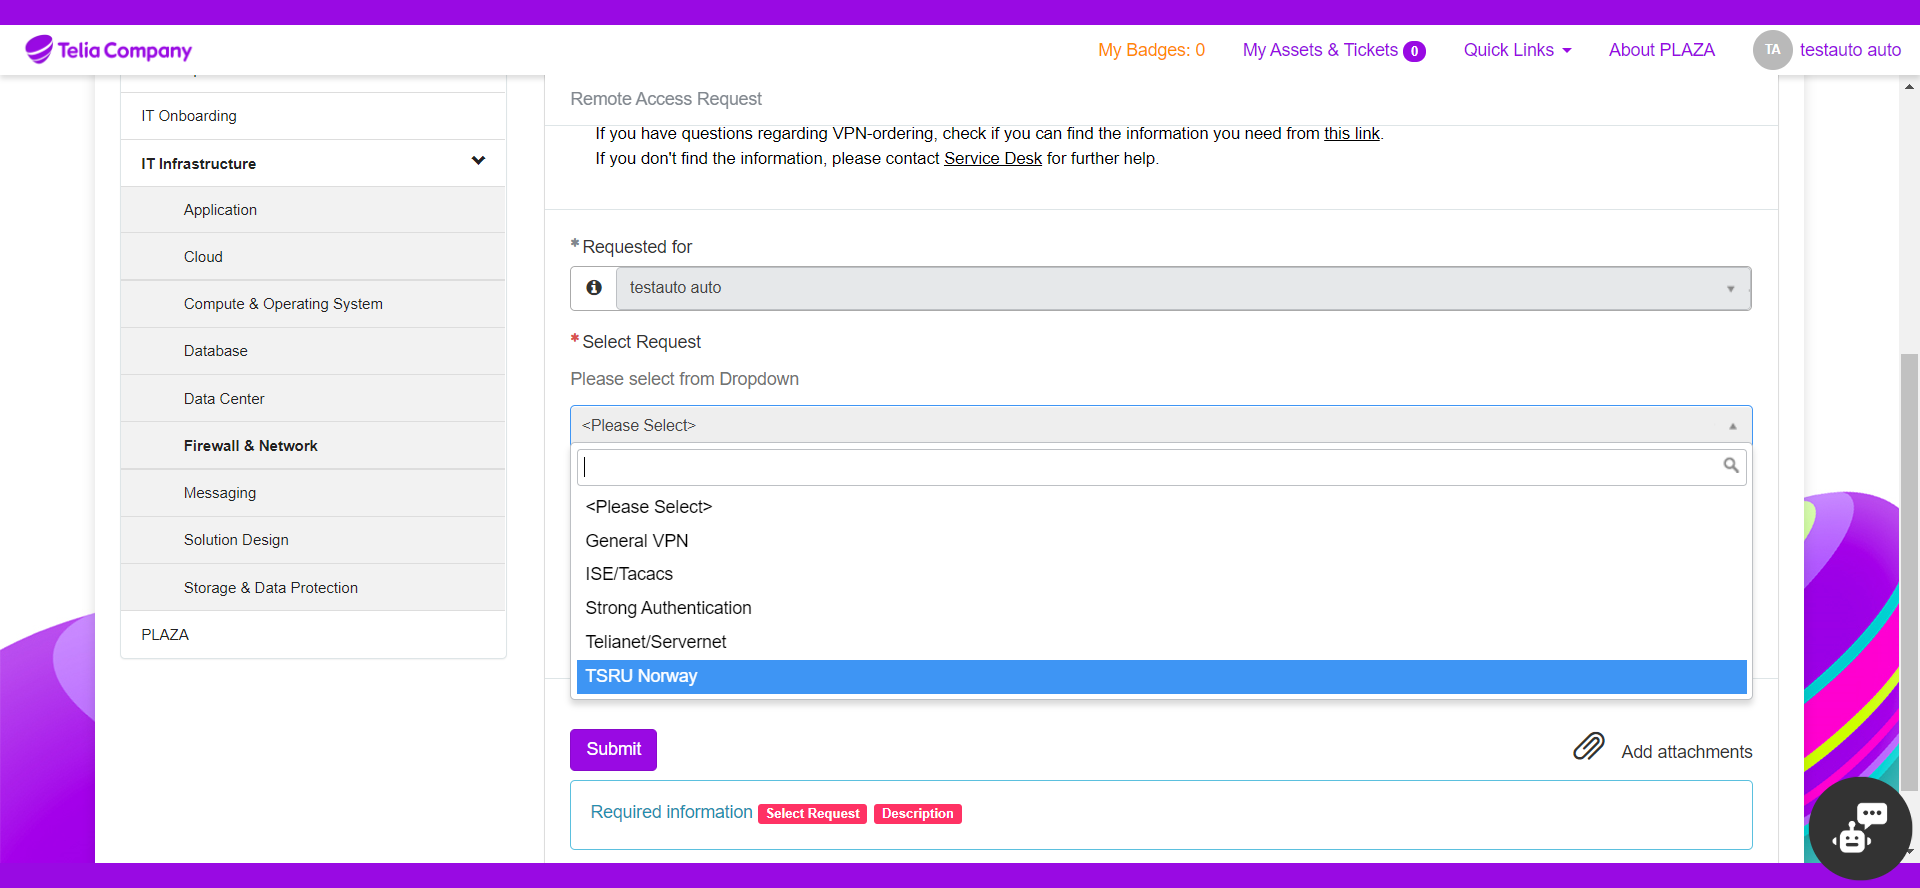 Telia Company
My Badges: 0
My Assets & Tickets 0
Quick Links
About PLAZA
TA
testauto auto
IT Onboarding
IT Infrastructure
Application
Cloud
Compute & Operating System
Database
Data Center
Firewall & Network
Messaging
Solution Design
Storage & Data Protection
PLAZA
Remote Access Request
If you have questions regarding VPN-ordering, check if you can find the information you need from this link.
If you don't find the information, please contact Service Desk for further help.
*Requested for
testauto auto
*Select Request
Please select from Dropdown
<Please Select>
<Please Select>
General VPN
ISE/Tacacs
Strong Authentication
Telianet/Servernet
TSRU Norway
Submit
Add attachments
Required information Select Request Description